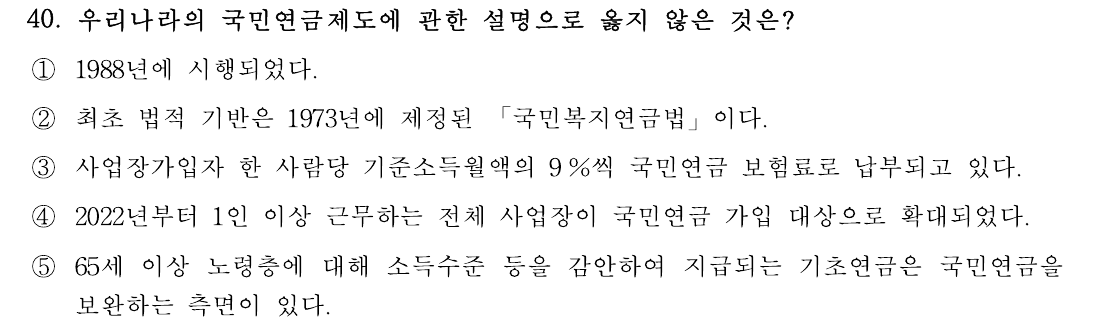 40. 우리나라의 국민연금제도에 관한 설명으로 옳지 않은 것은?
① 1988년에 시행되었다.
② 최초 법적 기반은 1973년에 제정된 「국민복지연금법」이다.
③ 사업장가입자 한 사람당 기준소득월액의 9%씩 국민연금 보험료로 납부되고 있다.
④ 2022년부터 1인 이상 근무하는 전체 사업장이 국민연금 가입 대상으로 확대되었다.
⑤ 65세 이상 노령층에 대해 소득수준 등을 감안하여 지급되는 기초연금은 국민연금을
보완하는 측면이 있다.